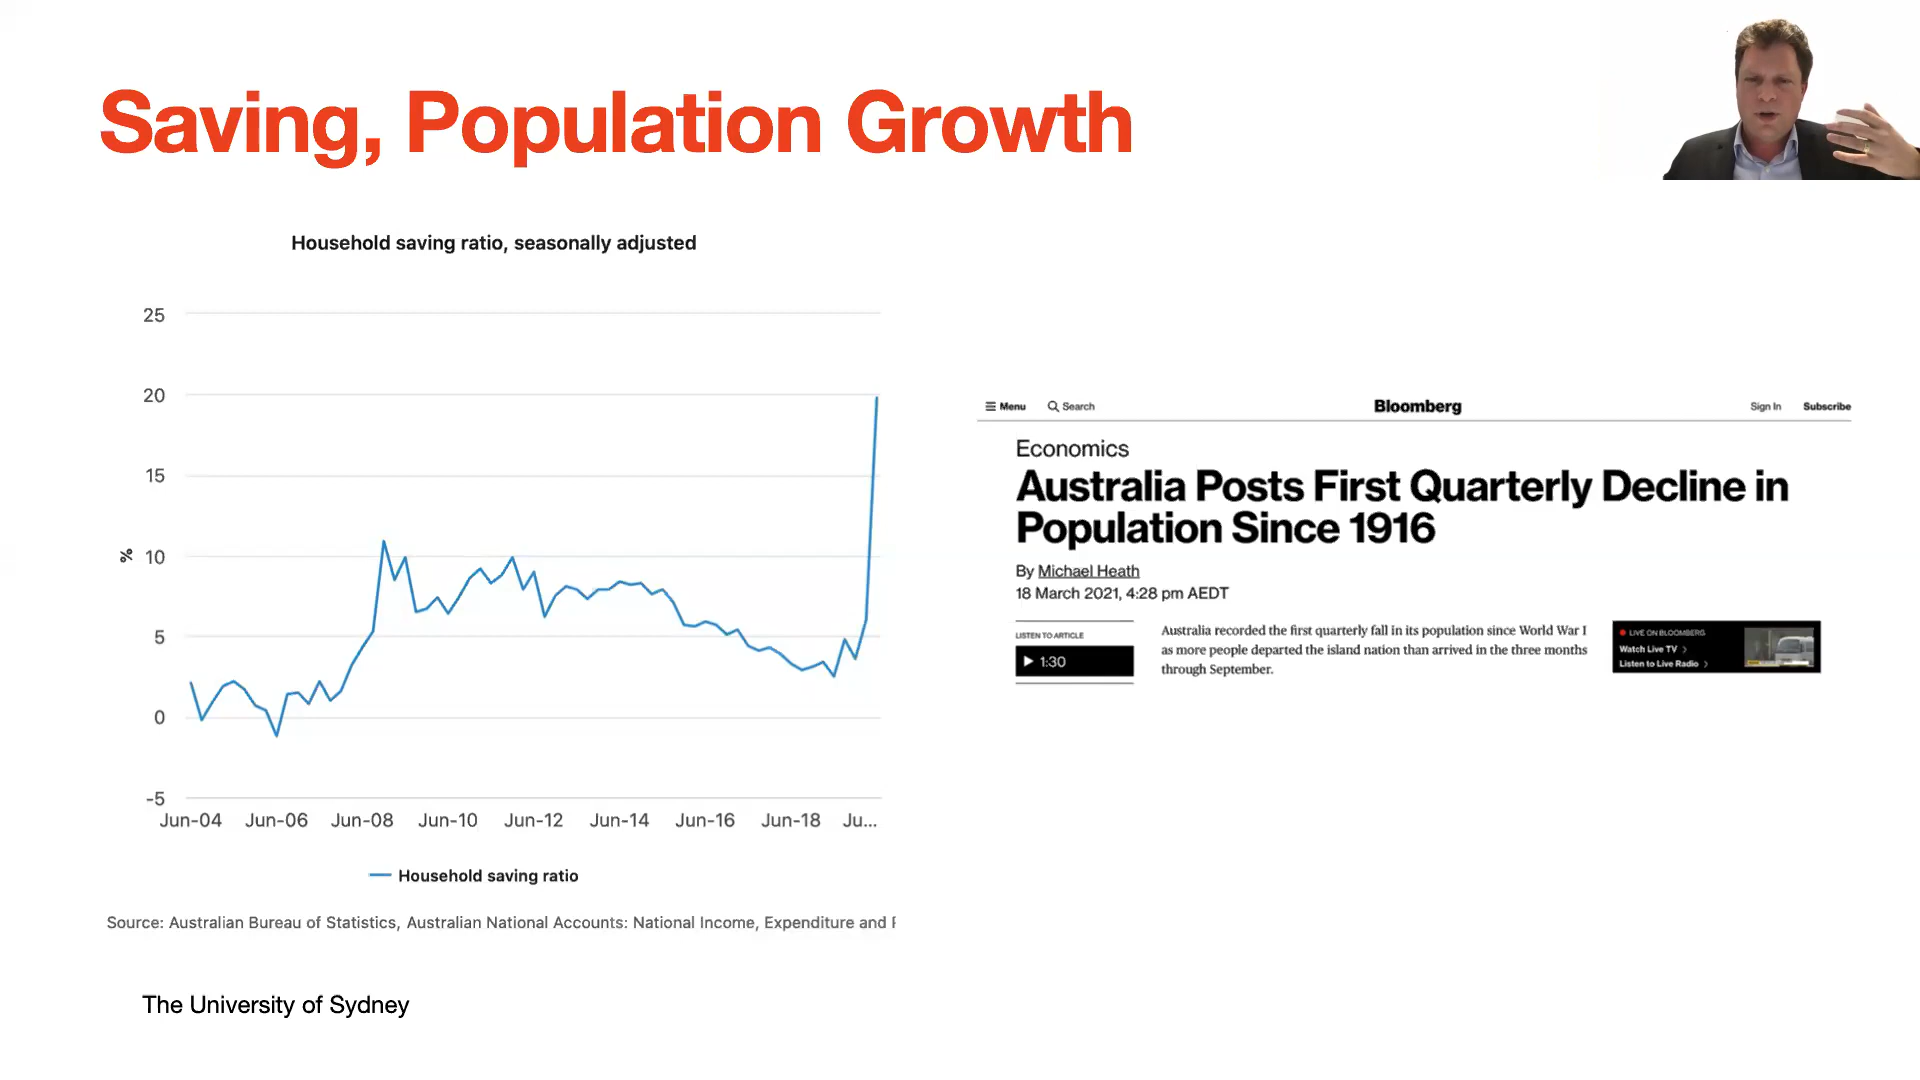 Saving, Population Growth
Household saving ratio, seasonally adjusted
25
20
15
10
5
0
-5
%
Jun-04 Jun-06 Jun-08 Jun-10 Jun-12 Jun-14 Jun-16 Jun-18 Ju...
Household saving ratio
Source: Australian Bureau of Statistics, Australian National Accounts: National Income, Expenditure and
Menu Search Bloomberg Sign In Subscribe
Economics
Australia Posts First Quarterly Decline in
Population Since 1916
By Michael Heath
18 March 2021, 4:28 pm AEDT
LISTEN TO ARTICLE
1:30
Australia recorded the first quarterly fall in its population since World War I
as more people departed the island nation than arrived in the three months
through September.
LIVE ON BLOOMBERG
Watch Live TV
Listen to Live Radio
The University of Sydney